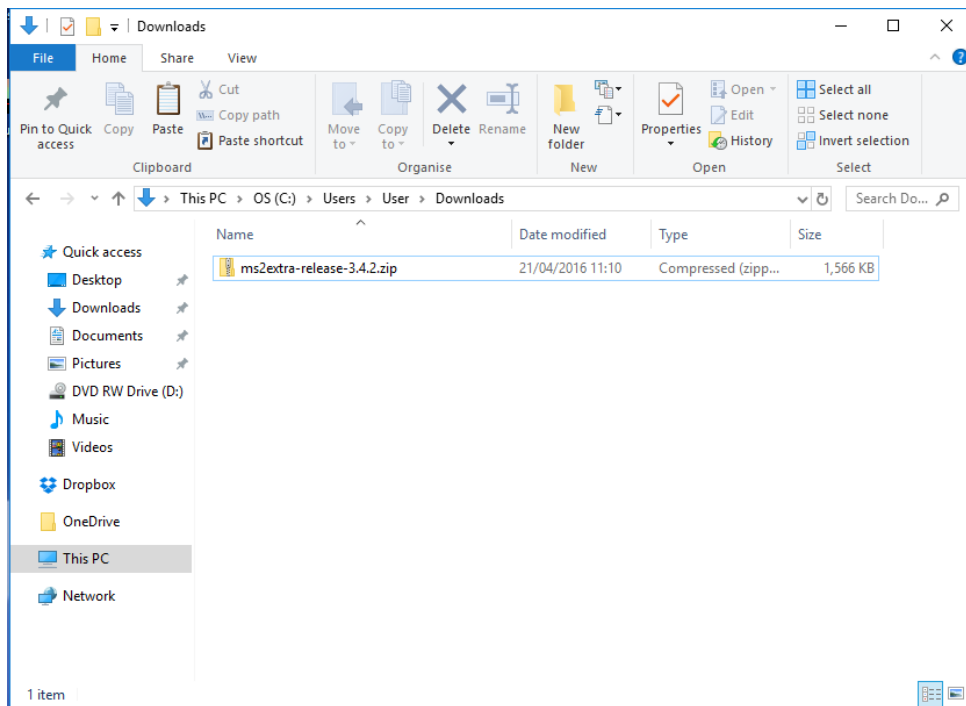 Downloads
File Home Share View
Pin to Quick access
Copy
Paste
Cut
Copy path
Paste shortcut
Clipboard
Move to
Copy to
Delete
Rename
Organise
New folder
New
Properties
Open
Edit
History
Open
Select all
Select none
Invert selection
Select
This PC > OS (C:) > Users > User > Downloads
Search Do...
Quick access
Desktop
Downloads
Documents
Pictures
DVD RW Drive (D:)
Music
Videos
Dropbox
OneDrive
This PC
Network
Name Date modified Type Size
ms2extra-release-3.4.2.zip 21/04/2016 11:10 Compressed (zipp... 1,566 KB
1 item